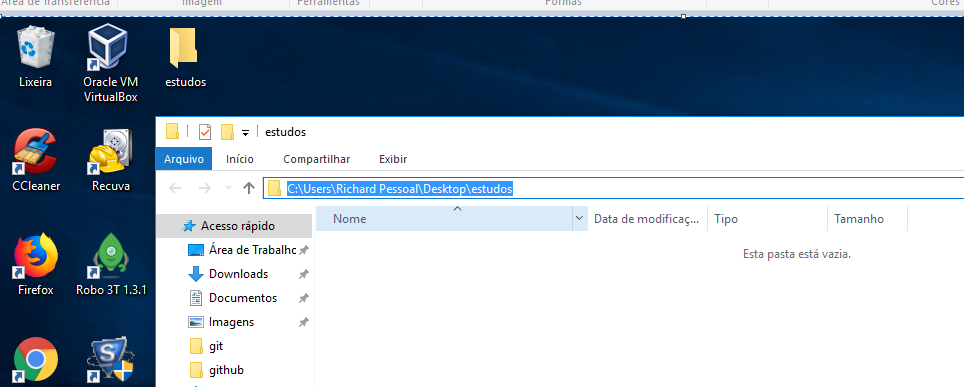 Área de Transferência Imagem Ferramentas Formas Cores
Lixeira
Oracle VM
VirtualBox
estudos
CCleaner
Recuva
Firefox
Robo 3T 1.3.1
estudos
Arquivo Início Compartilhar Exibir
C:\Users\Richard Pessoal\Desktop\estudos
Nome Data de modificaç... Tipo Tamanho
Esta pasta está vazia.
Acesso rápido
Área de Trabalho
Downloads
Documentos
Imagens
git
github